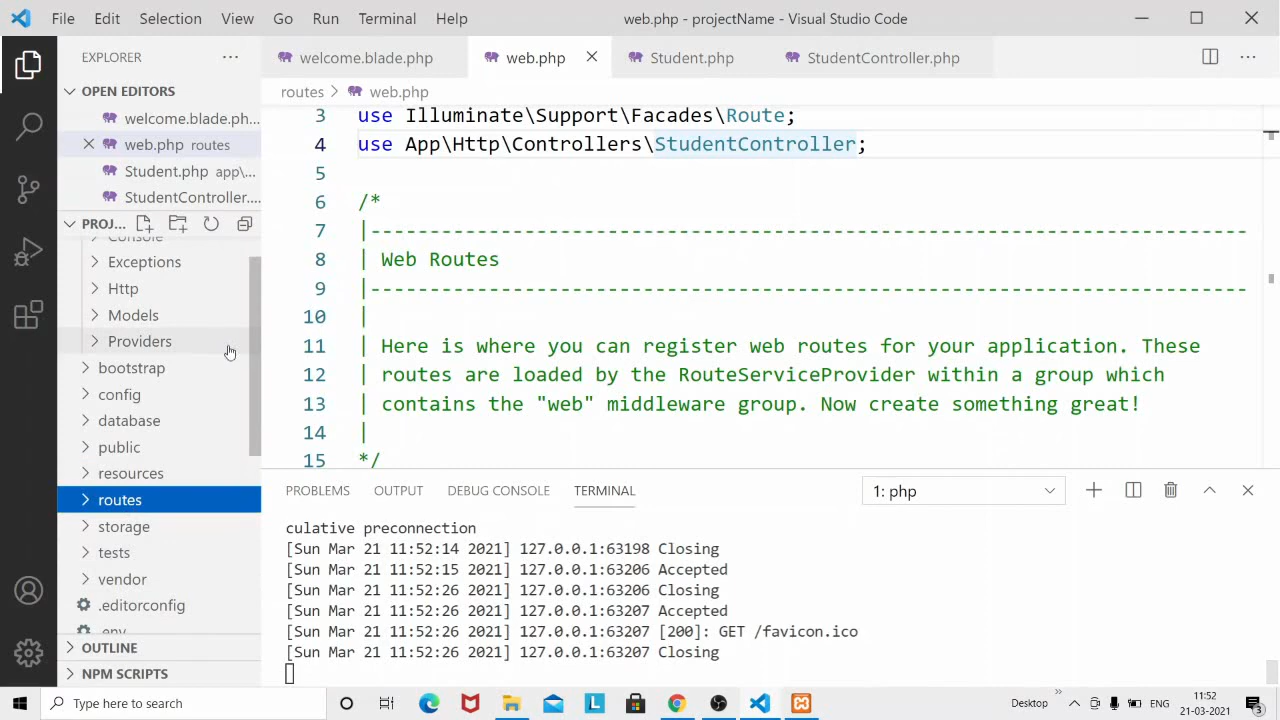 File Edit Selection View Go Run Terminal Help web.php - projectName - Visual Studio Code
EXPLORER
welcome.blade.php web.php Student.php StudentController.php
OPEN EDITORS
welcome.blade.ph...
web.php routes
Student.php app\...
StudentController....
PROJ...
Console
Exceptions
Http
Models
Providers
bootstrap
config
database
public
resources
routes
storage
tests
vendor
.editorconfig
.env
OUTLINE
NPM SCRIPTS
routes > web.php
3 use Illuminate\Support\Facades\Route;
4 use App\Http\Controllers\StudentController;
5
6 /*
7 |--------------------------------------------------------------------------
8 | Web Routes
9 |--------------------------------------------------------------------------
10 |
11 | Here is where you can register web routes for your application. These
12 | routes are loaded by the RouteServiceProvider within a group which
13 | contains the "web" middleware group. Now create something great!
14 |
15 */
PROBLEMS OUTPUT DEBUG CONSOLE TERMINAL 1: php
culative preconnection
[Sun Mar 21 11:52:14 2021] 127.0.0.1:63198 Closing
[Sun Mar 21 11:52:15 2021] 127.0.0.1:63206 Accepted
[Sun Mar 21 11:52:26 2021] 127.0.0.1:63206 Closing
[Sun Mar 21 11:52:26 2021] 127.0.0.1:63207 Accepted
[Sun Mar 21 11:52:26 2021] 127.0.0.1:63207 [200]: GET /favicon.ico
[Sun Mar 21 11:52:26 2021] 127.0.0.1:63207 Closing
Type here to search
L
Desktop
ENG
11:52
21-03-2021
3